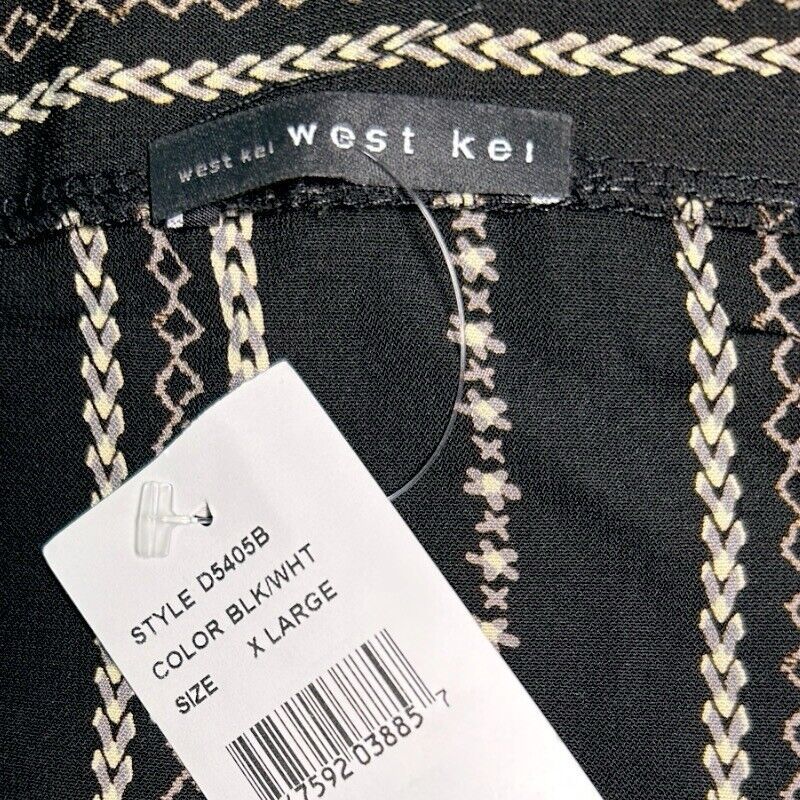 west kei west kei
STYLE D5405B
COLOR BLK/WHT
SIZE X LARGE
7592 03885 7